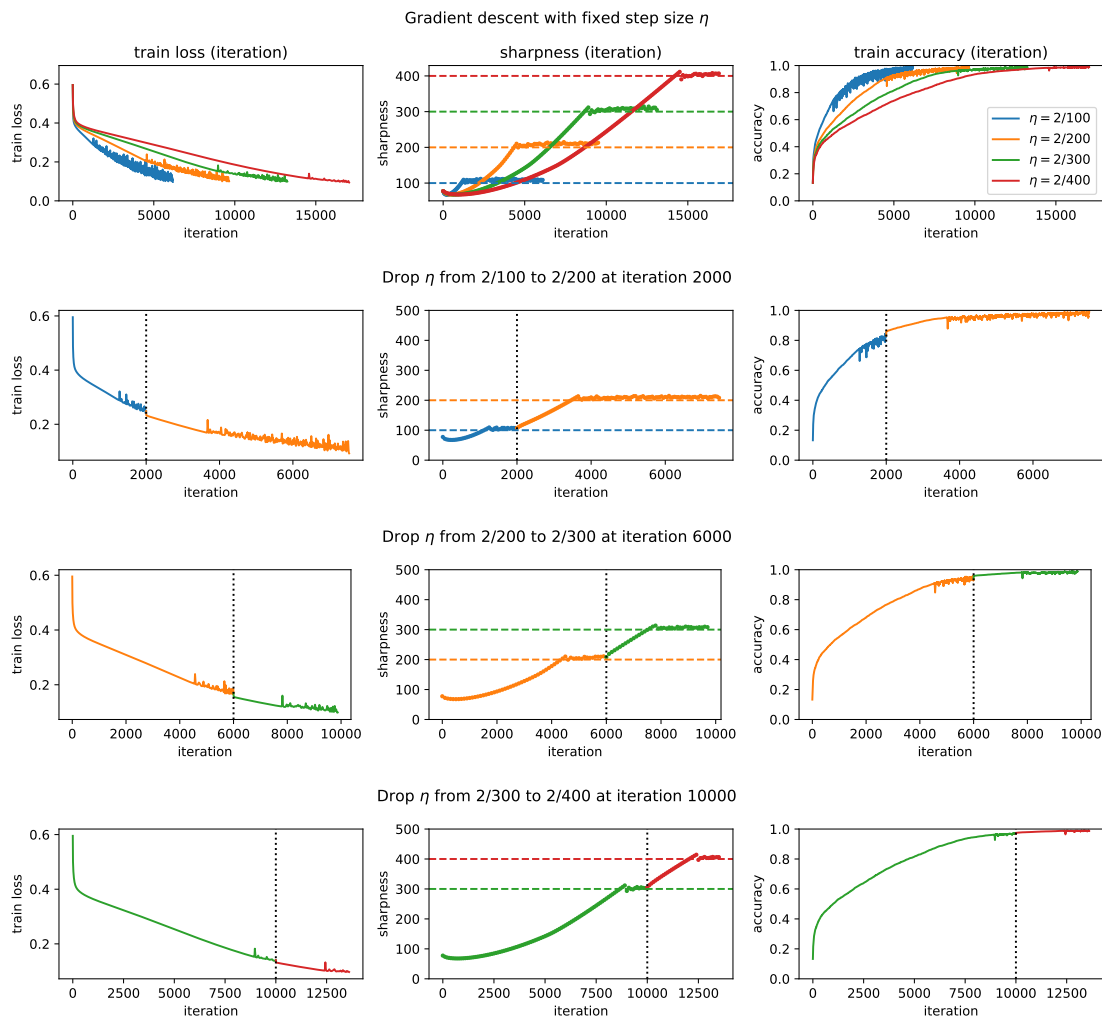 Gradient descent with fixed step size η
train loss (iteration)
sharpness (iteration)
train accuracy (iteration)
train loss
0.6
0.4
0.2
0.0
0 5000 10000 15000
iteration
sharpness
400
300
200
100
0 5000 10000 15000
iteration
accuracy
1.0
0.8
0.6
0.4
0.2
0.0
η = 2/100
η = 2/200
η = 2/300
η = 2/400
0 5000 10000 15000
iteration
Drop η from 2/100 to 2/200 at iteration 2000
train loss
0.6
0.4
0.2
0 2000 4000 6000
iteration
sharpness
500
400
300
200
100
0
0 2000 4000 6000
iteration
accuracy
1.0
0.8
0.6
0.4
0.2
0.0
0 2000 4000 6000
iteration
Drop η from 2/200 to 2/300 at iteration 6000
train loss
0.6
0.4
0.2
0 2000 4000 6000 8000 10000
iteration
sharpness
500
400
300
200
100
0
0 2000 4000 6000 8000 10000
iteration
accuracy
1.0
0.8
0.6
0.4
0.2
0.0
0 2000 4000 6000 8000 10000
iteration
Drop η from 2/300 to 2/400 at iteration 10000
train loss
0.6
0.4
0.2
0 2500 5000 7500 10000 12500
iteration
sharpness
500
400
300
200
100
0
0 2500 5000 7500 10000 12500
iteration
accuracy
1.0
0.8
0.6
0.4
0.2
0.0
0 2500 5000 7500 10000 12500
iteration